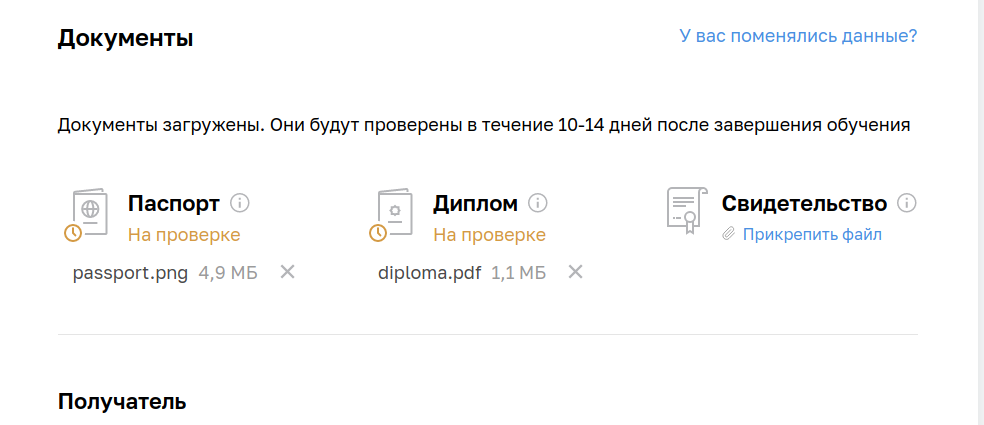 Документы
У вас поменялись данные?
Документы загружены. Они будут проверены в течение 10-14 дней после завершения обучения
Паспорт
На проверке
passport.png 4,9 МБ
Диплом
На проверке
diploma.pdf 1,1 МБ
Свидетельство
Прикрепить файл
Получатель